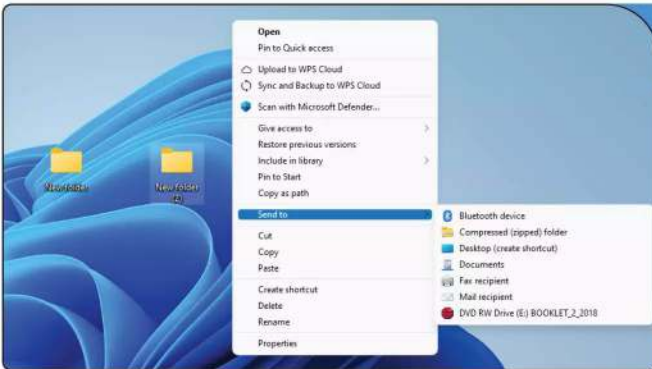 Open
Pin to Quick access
Upload to WPS Cloud
Sync and Backup to WPS Cloud
Scan with Microsoft Defender...
Give access to
Restore previous versions
Include in library
Pin to Start
Copy as path
Send to
Cut
Copy
Paste
Create shortcut
Delete
Rename
Properties
New folder
New folder
(2)
Bluetooth device
Compressed (zipped) folder
Desktop (create shortcut)
Documents
Fax recipient
Mail recipient
DVD RW Drive (E:) BOOKLET_2_2018